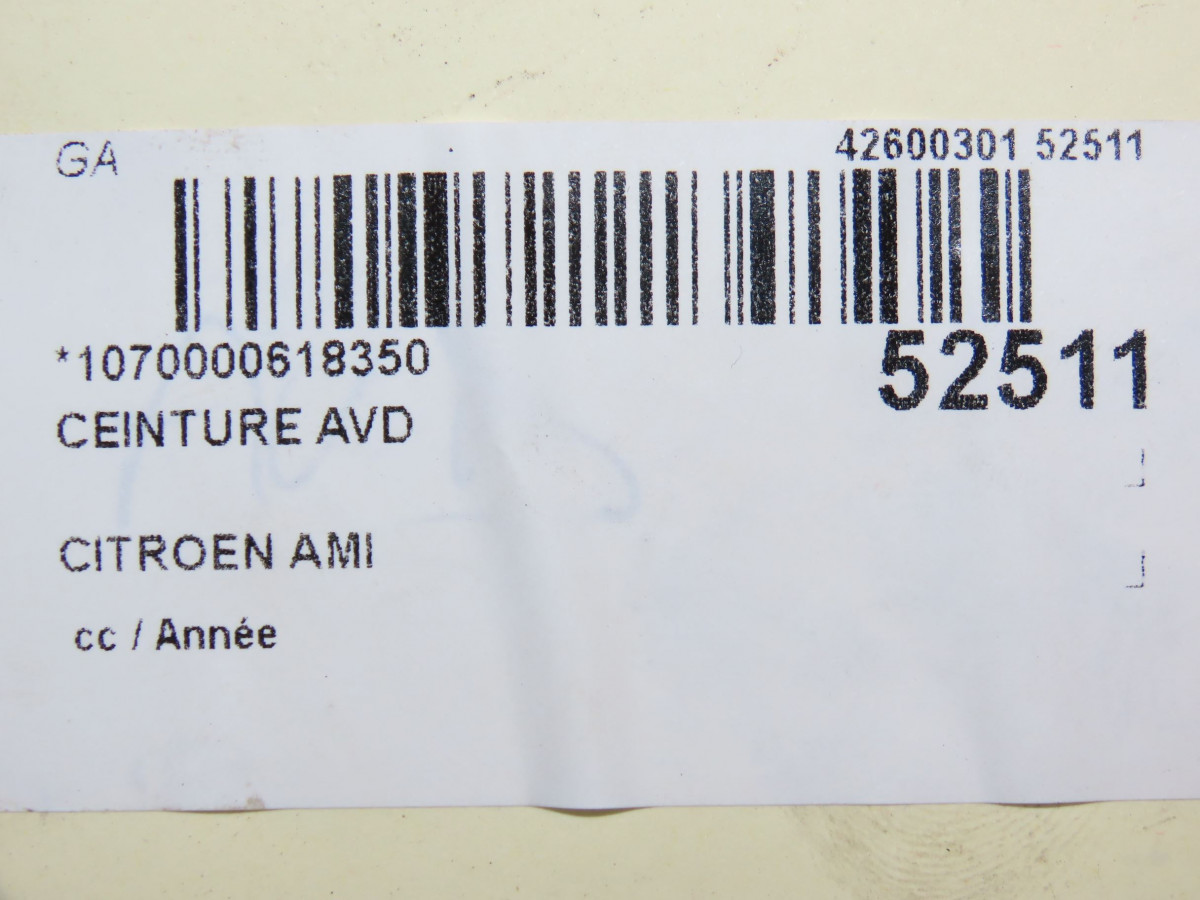 GA
42600301 52511
*1070000618350
52511
CEINTURE AVD
CITROEN AMI
cc / Année